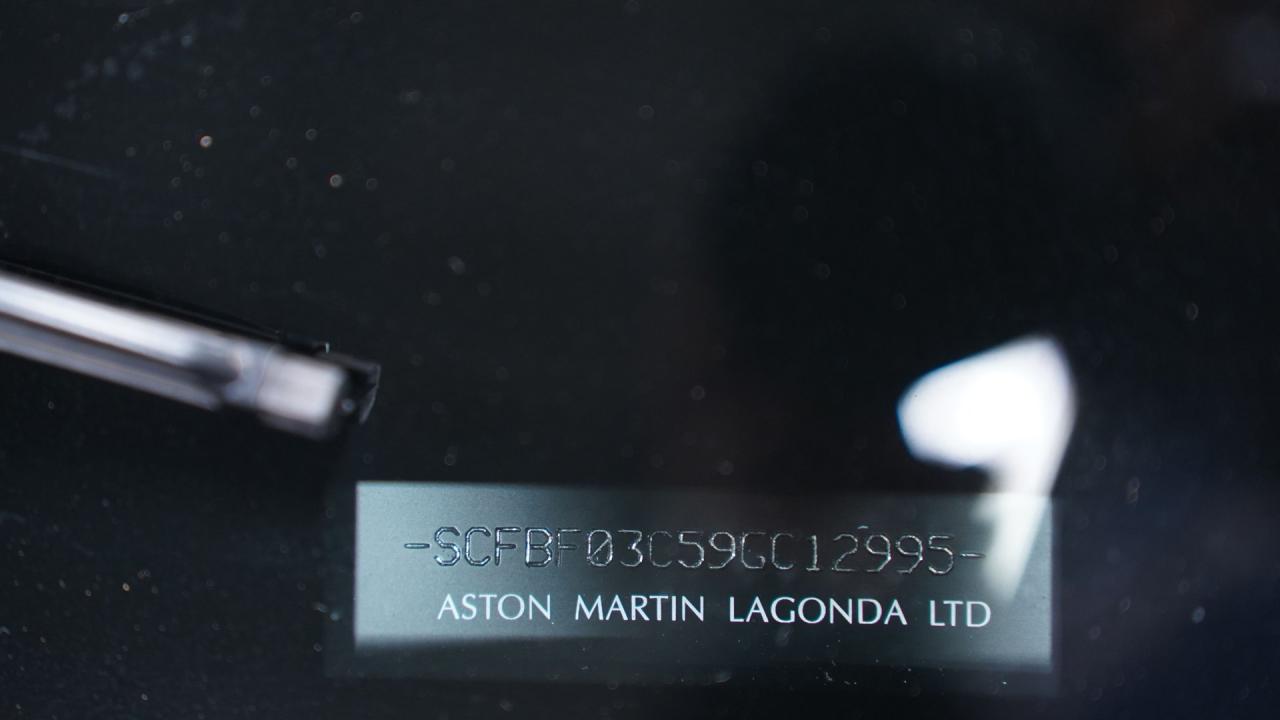 -SCFBF03C59GC12995-
ASTON MARTIN LAGONDA LTD